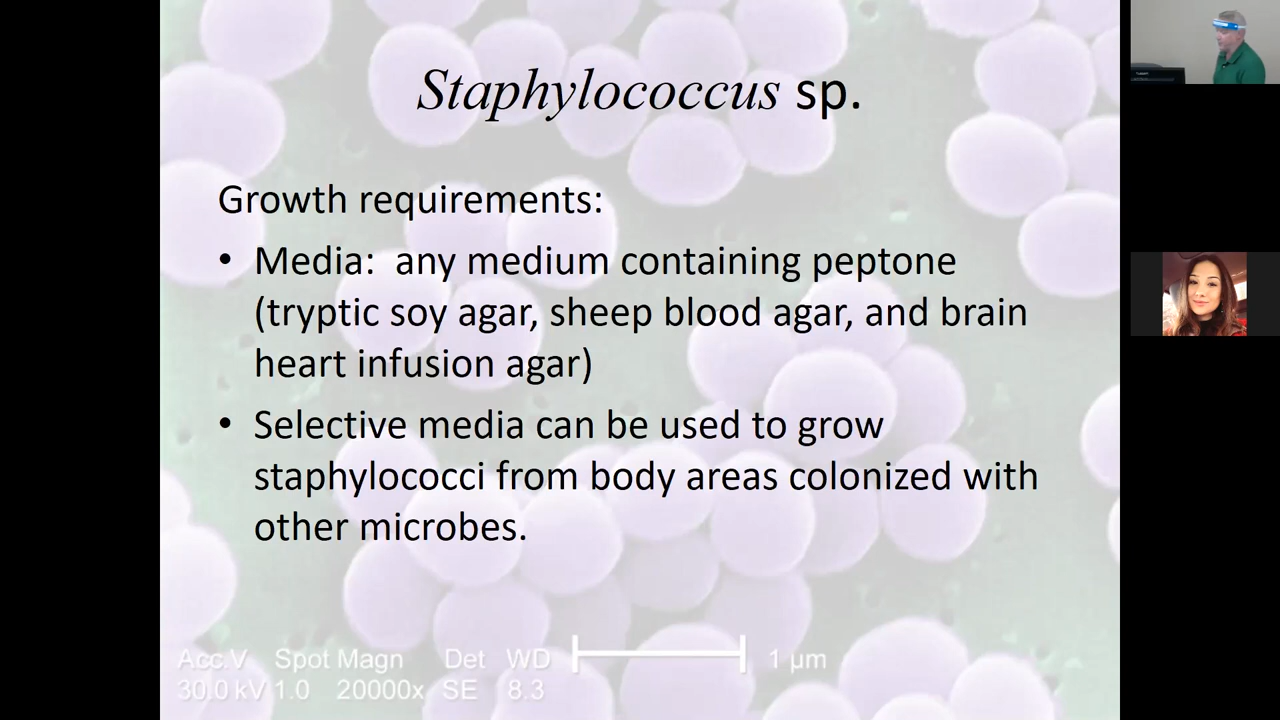 Staphylococcus sp.
Growth requirements:
• Media: any medium containing peptone
(tryptic soy agar, sheep blood agar, and brain
heart infusion agar)
• Selective media can be used to grow
staphylococci from body areas colonized with
other microbes.
Acc.V Spot Magn Det WD 1 µm
30.0 kV 1.0 20000x SE 8.3